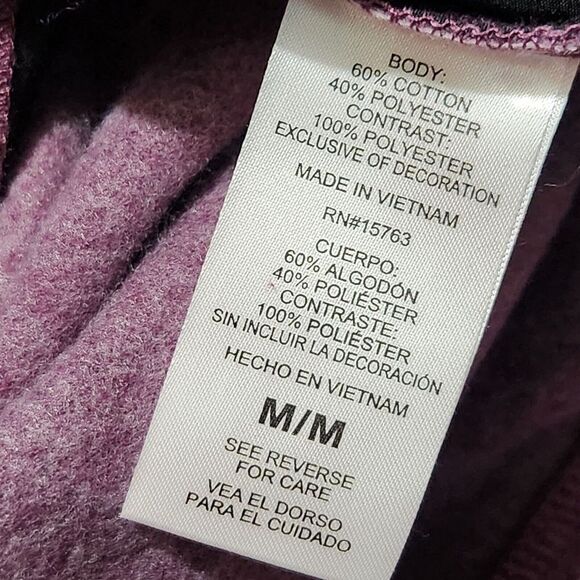 BODY:
60% COTTON
40% POLYESTER
CONTRAST:
100% POLYESTER
EXCLUSIVE OF DECORATION
MADE IN VIETNAM
RN#15763
CUERPO:
60% ALGODÓN
40% POLIÉSTER
CONTRASTE:
100% POLIÉSTER
SIN INCLUIR LA DECORACIÓN
HECHO EN VIETNAM
M/M
SEE REVERSE
FOR CARE
VEA EL DORSO
PARA EL CUIDADO